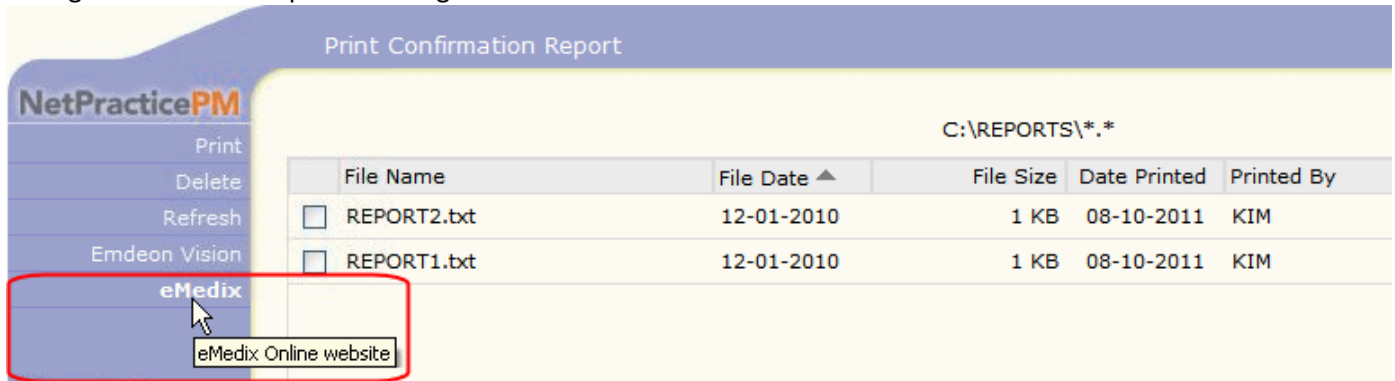 Print Confirmation Report
NetPracticePM
Print
Delete
Refresh
Emdeon Vision
eMedix
eMedix Online website
C:\REPORTS\*.*
File Name File Date File Size Date Printed Printed By
REPORT2.txt 12-01-2010 1 KB 08-10-2011 KIM
REPORT1.txt 12-01-2010 1 KB 08-10-2011 KIM